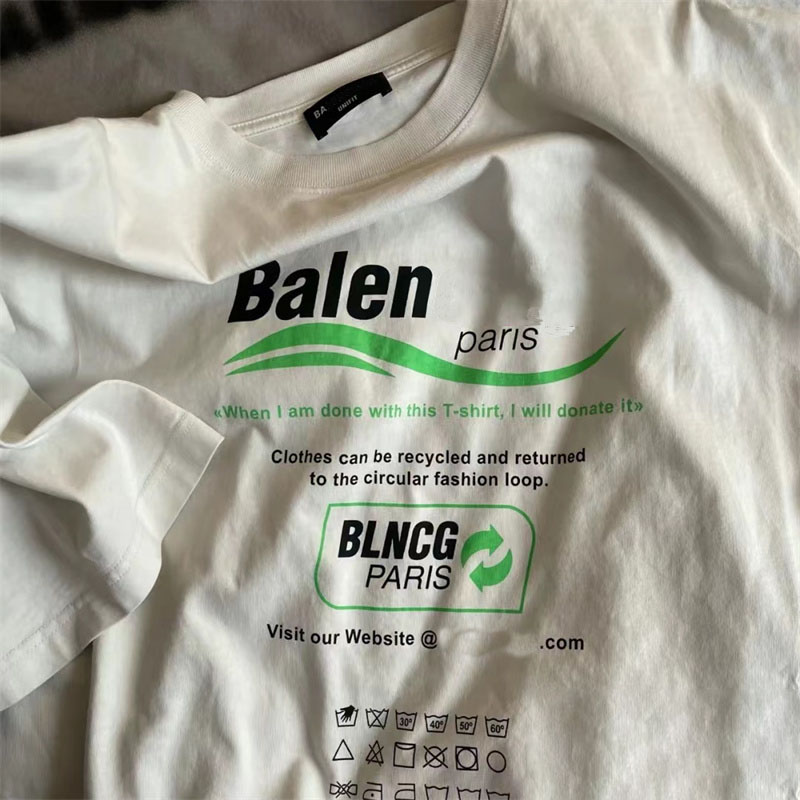 BA UNIFIT
Balen
paris
«When I am done with this T-shirt, I will donate it»
Clothes can be recycled and returned
to the circular fashion loop.
BLNCG
PARIS
Visit our Website @ .com
30° 40° 50° 60°